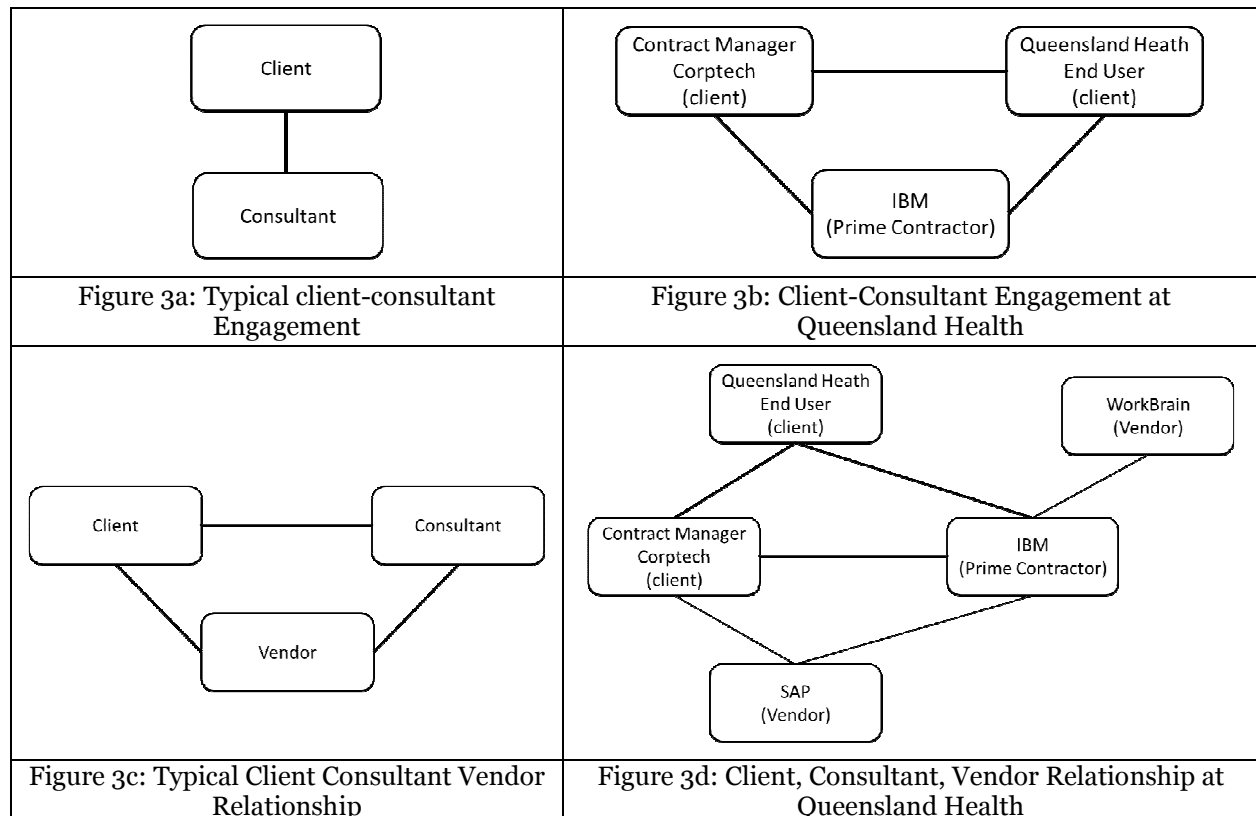 Client
Consultant
Figure 3a: Typical client-consultant
Engagement
Contract Manager
Corptech
(client)
Queensland Heath
End User
(client)
IBM
(Prime Contractor)
Figure 3b: Client-Consultant Engagement at
Queensland Health
Client
Consultant
Vendor
Figure 3c: Typical Client Consultant Vendor
Relationship
Queensland Heath
End User
(client)
WorkBrain
(Vendor)
Contract Manager
Corptech
(client)
IBM
(Prime Contractor)
SAP
(Vendor)
Figure 3d: Client, Consultant, Vendor Relationship at
Queensland Health